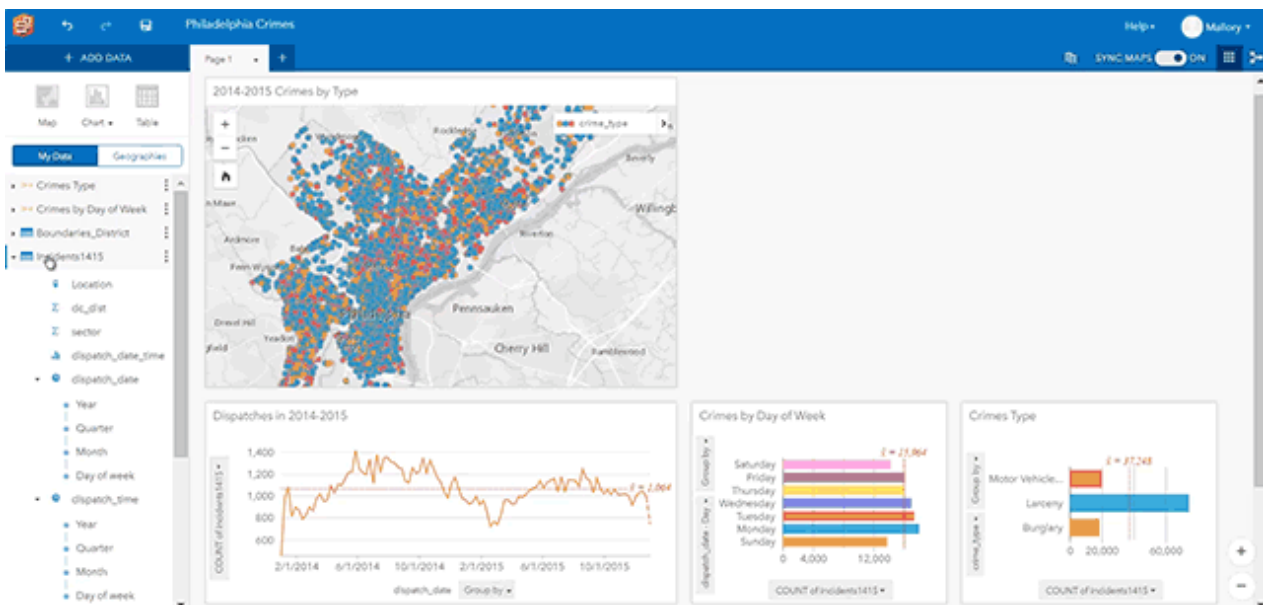 Philadelphia Crimes
Help
Mallory
+ ADD DATA
Page 1
+
SYNC MAPS ON
Map Chart Table
My Data Geographies
Crimes Type
Crimes by Day of Week
Boundaries_District
Incidents1415
Location
dc_dist
sector
dispatch_date_time
dispatch_date
Year
Quarter
Month
Day of week
dispatch_time
Year
Quarter
Month
Day of week
2014-2015 Crimes by Type
+
−
crime_type
Beverly
Willingb
Riverton
Ardmore
Pennsauken
Drexel Hill
Yeadon
Cherry Hill
Ramblewood
Philadelphia
Dispatches in 2014-2015
COUNT of incidents1415
1,400
1,200
1,000
800
600
2/1/2014 6/1/2014 10/1/2014 2/1/2015 6/1/2015 10/1/2015
dispatch_date Group by
Crimes by Day of Week
Group by
dispatch_date - Day
Saturday
Friday
Thursday
Wednesday
Tuesday
Monday
Sunday
0 4,000 12,000
COUNT of incidents1415
Crimes Type
Group by
crime_type
Motor Vehicle...
Larceny
Burglary
0 20,000 60,000
COUNT of incidents1415
+
−